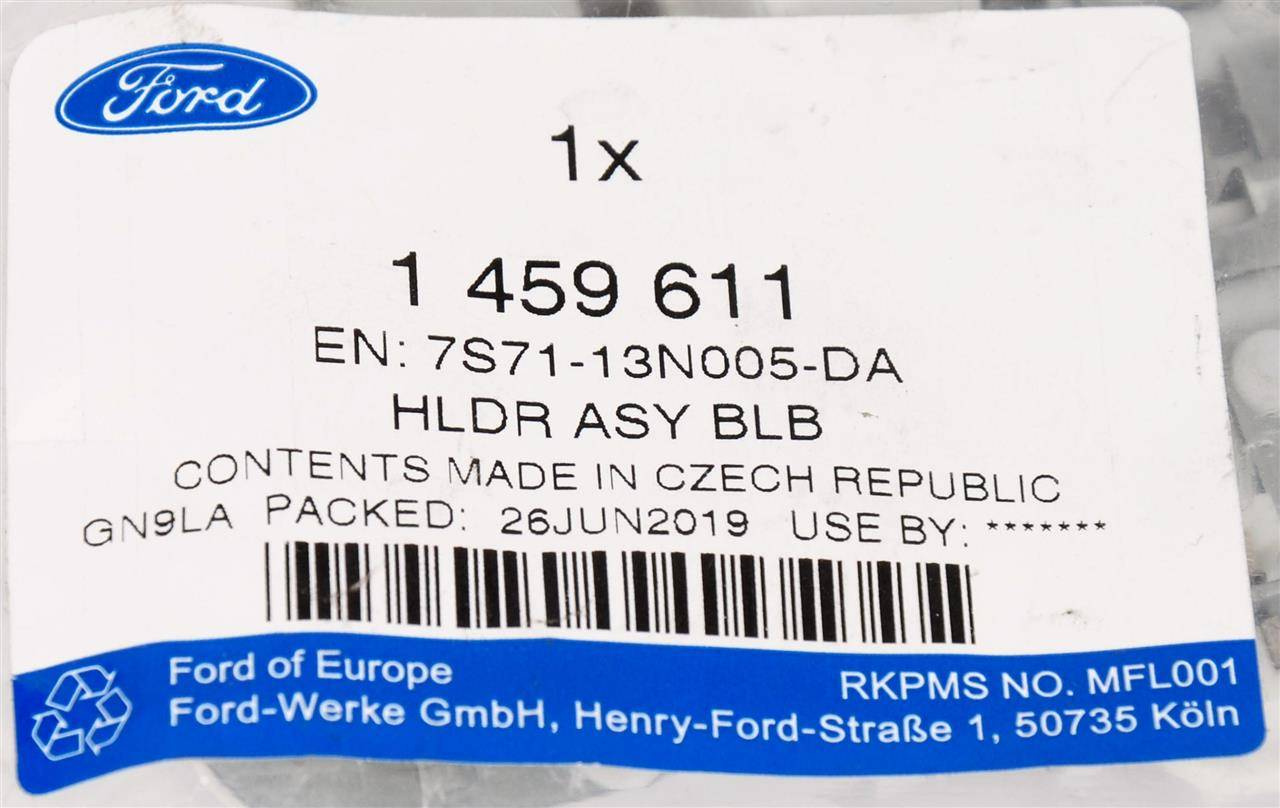 Ford
1x
1 459 611
EN: 7S71-13N005-DA
HLDR ASY BLB
CONTENTS MADE IN CZECH REPUBLIC
GN9LA PACKED: 26JUN2019 USE BY: *******
Ford of Europe
RKPMS NO. MFL001
Ford-Werke GmbH, Henry-Ford-Straße 1, 50735 Köln